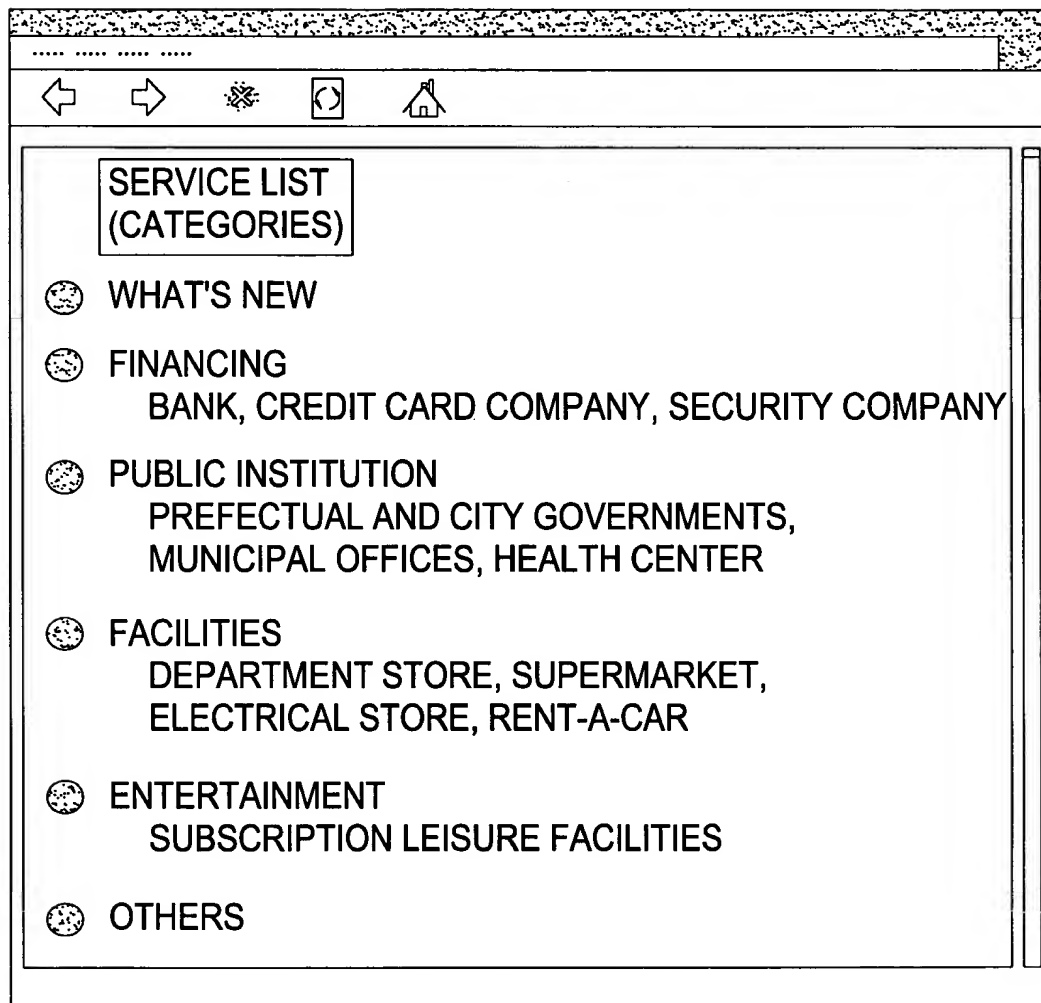 SERVICE LIST
(CATEGORIES)
WHAT'S NEW
FINANCING
BANK, CREDIT CARD COMPANY, SECURITY COMPANY
PUBLIC INSTITUTION
PREFECTUAL AND CITY GOVERNMENTS,
MUNICIPAL OFFICES, HEALTH CENTER
FACILITIES
DEPARTMENT STORE, SUPERMARKET,
ELECTRICAL STORE, RENT-A-CAR
ENTERTAINMENT
SUBSCRIPTION LEISURE FACILITIES
OTHERS